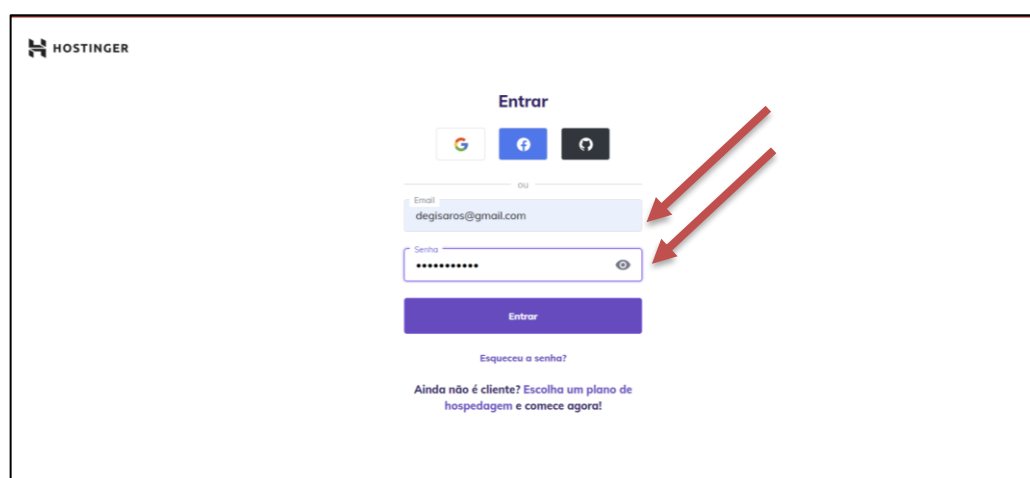 HOSTINGER
Entrar
ou
Email
degisaros@gmail.com
Senha
Entrar
Esqueceu a senha?
Ainda não é cliente? Escolha um plano de
hospedagem e comece agora!